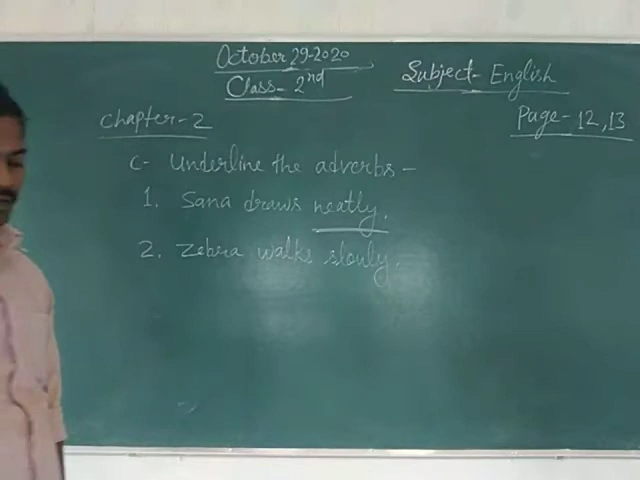 October 29-2020
Class- 2nd
Subject- English
Chapter-2
Page- 12,13
C- Underline the adverbs-
1. Sana draws neatly.
2. Zebra walks slowly.